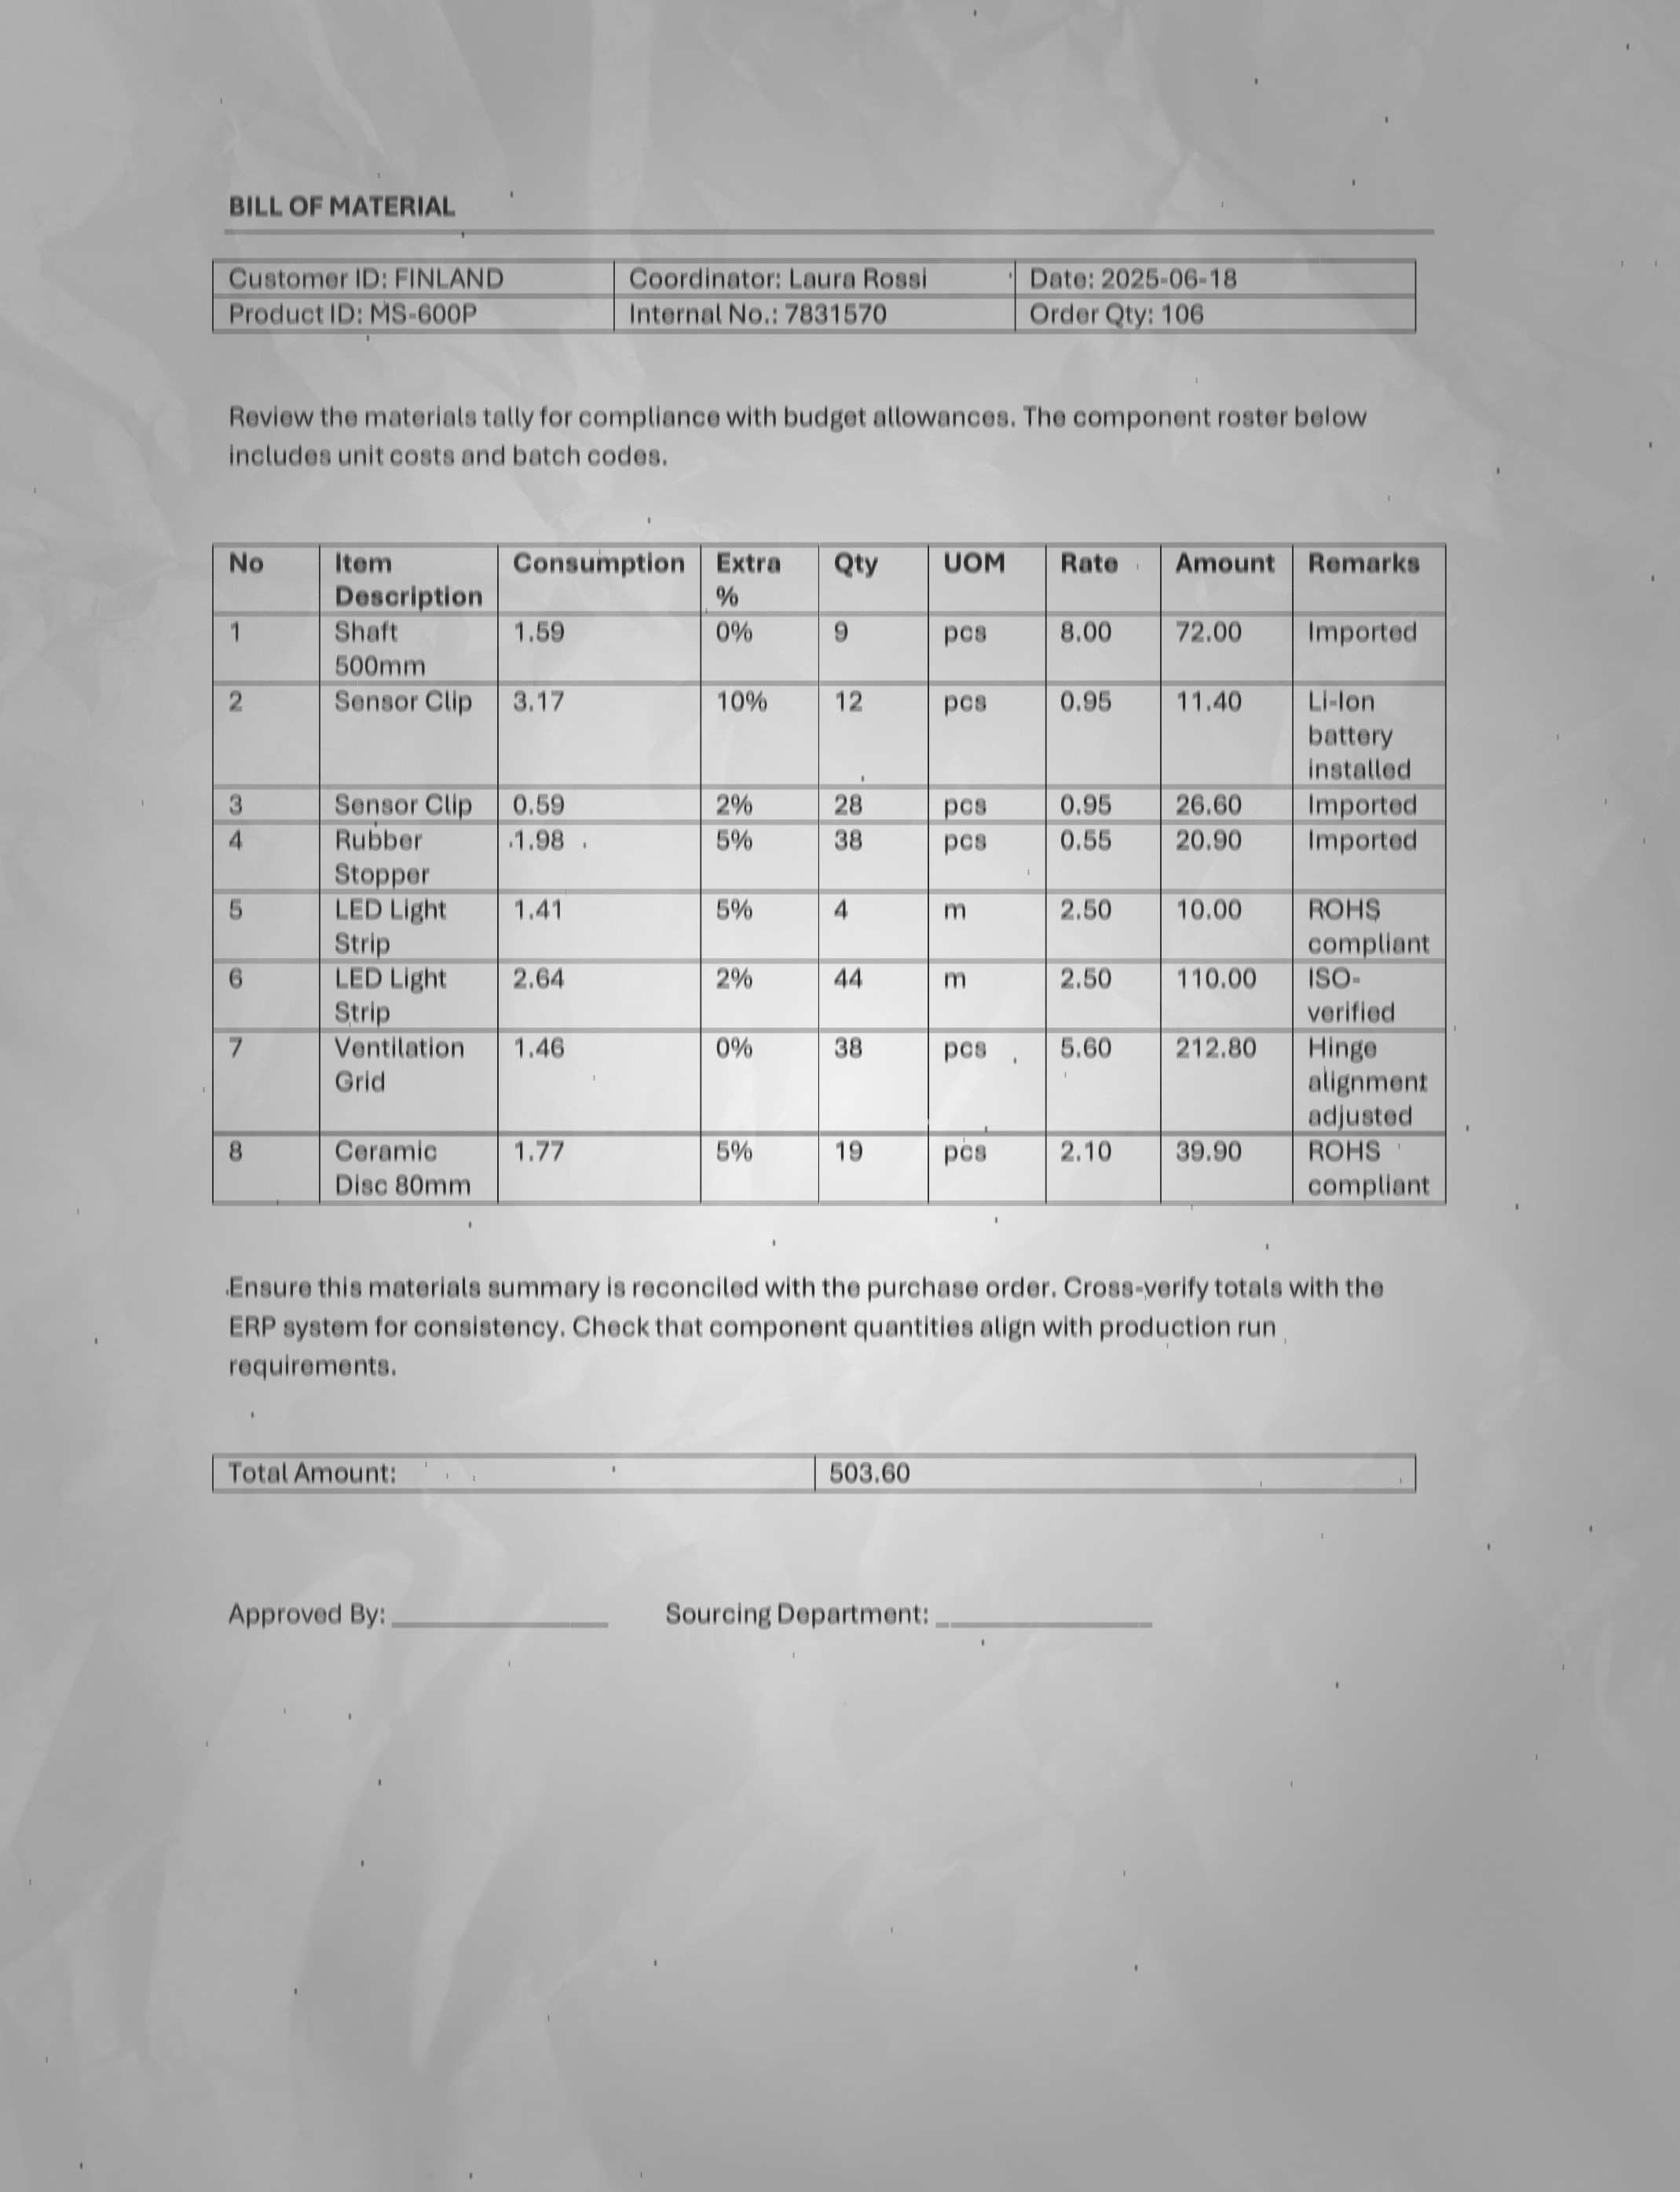 BILL OF MATERIAL
Customer ID: FINLAND Coordinator: Laura Rossi Date: 2025-06-18
Product ID: MS-600P Internal No.: 7831570 Order Qty: 106
Review the materials tally for compliance with budget allowances. The component roster below
includes unit costs and batch codes.
No Item Consumption Extra Qty UOM Rate Amount Remarks
Description %
1 Shaft 1.59 0% 9 pcs 8.00 72.00 Imported
500mm
2 Sensor Clip 3.17 10% 12 pcs 0.95 11.40 Li-Ion
battery
installed
3 Sensor Clip 0.59 2% 28 pcs 0.95 26.60 Imported
4 Rubber 1.98 5% 38 pcs 0.55 20.90 Imported
Stopper
5 LED Light 1.41 5% 4 m 2.50 10.00 ROHS
Strip compliant
6 LED Light 2.64 2% 44 m 2.50 110.00 ISO-
Strip verified
7 Ventilation 1.46 0% 38 pcs 5.60 212.80 Hinge
Grid alignment
adjusted
8 Ceramic 1.77 5% 19 pcs 2.10 39.90 ROHS
Disc 80mm compliant
Ensure this materials summary is reconciled with the purchase order. Cross-verify totals with the
ERP system for consistency. Check that component quantities align with production run
requirements.
Total Amount: 503.60
Approved By: ________________ Sourcing Department: ________________